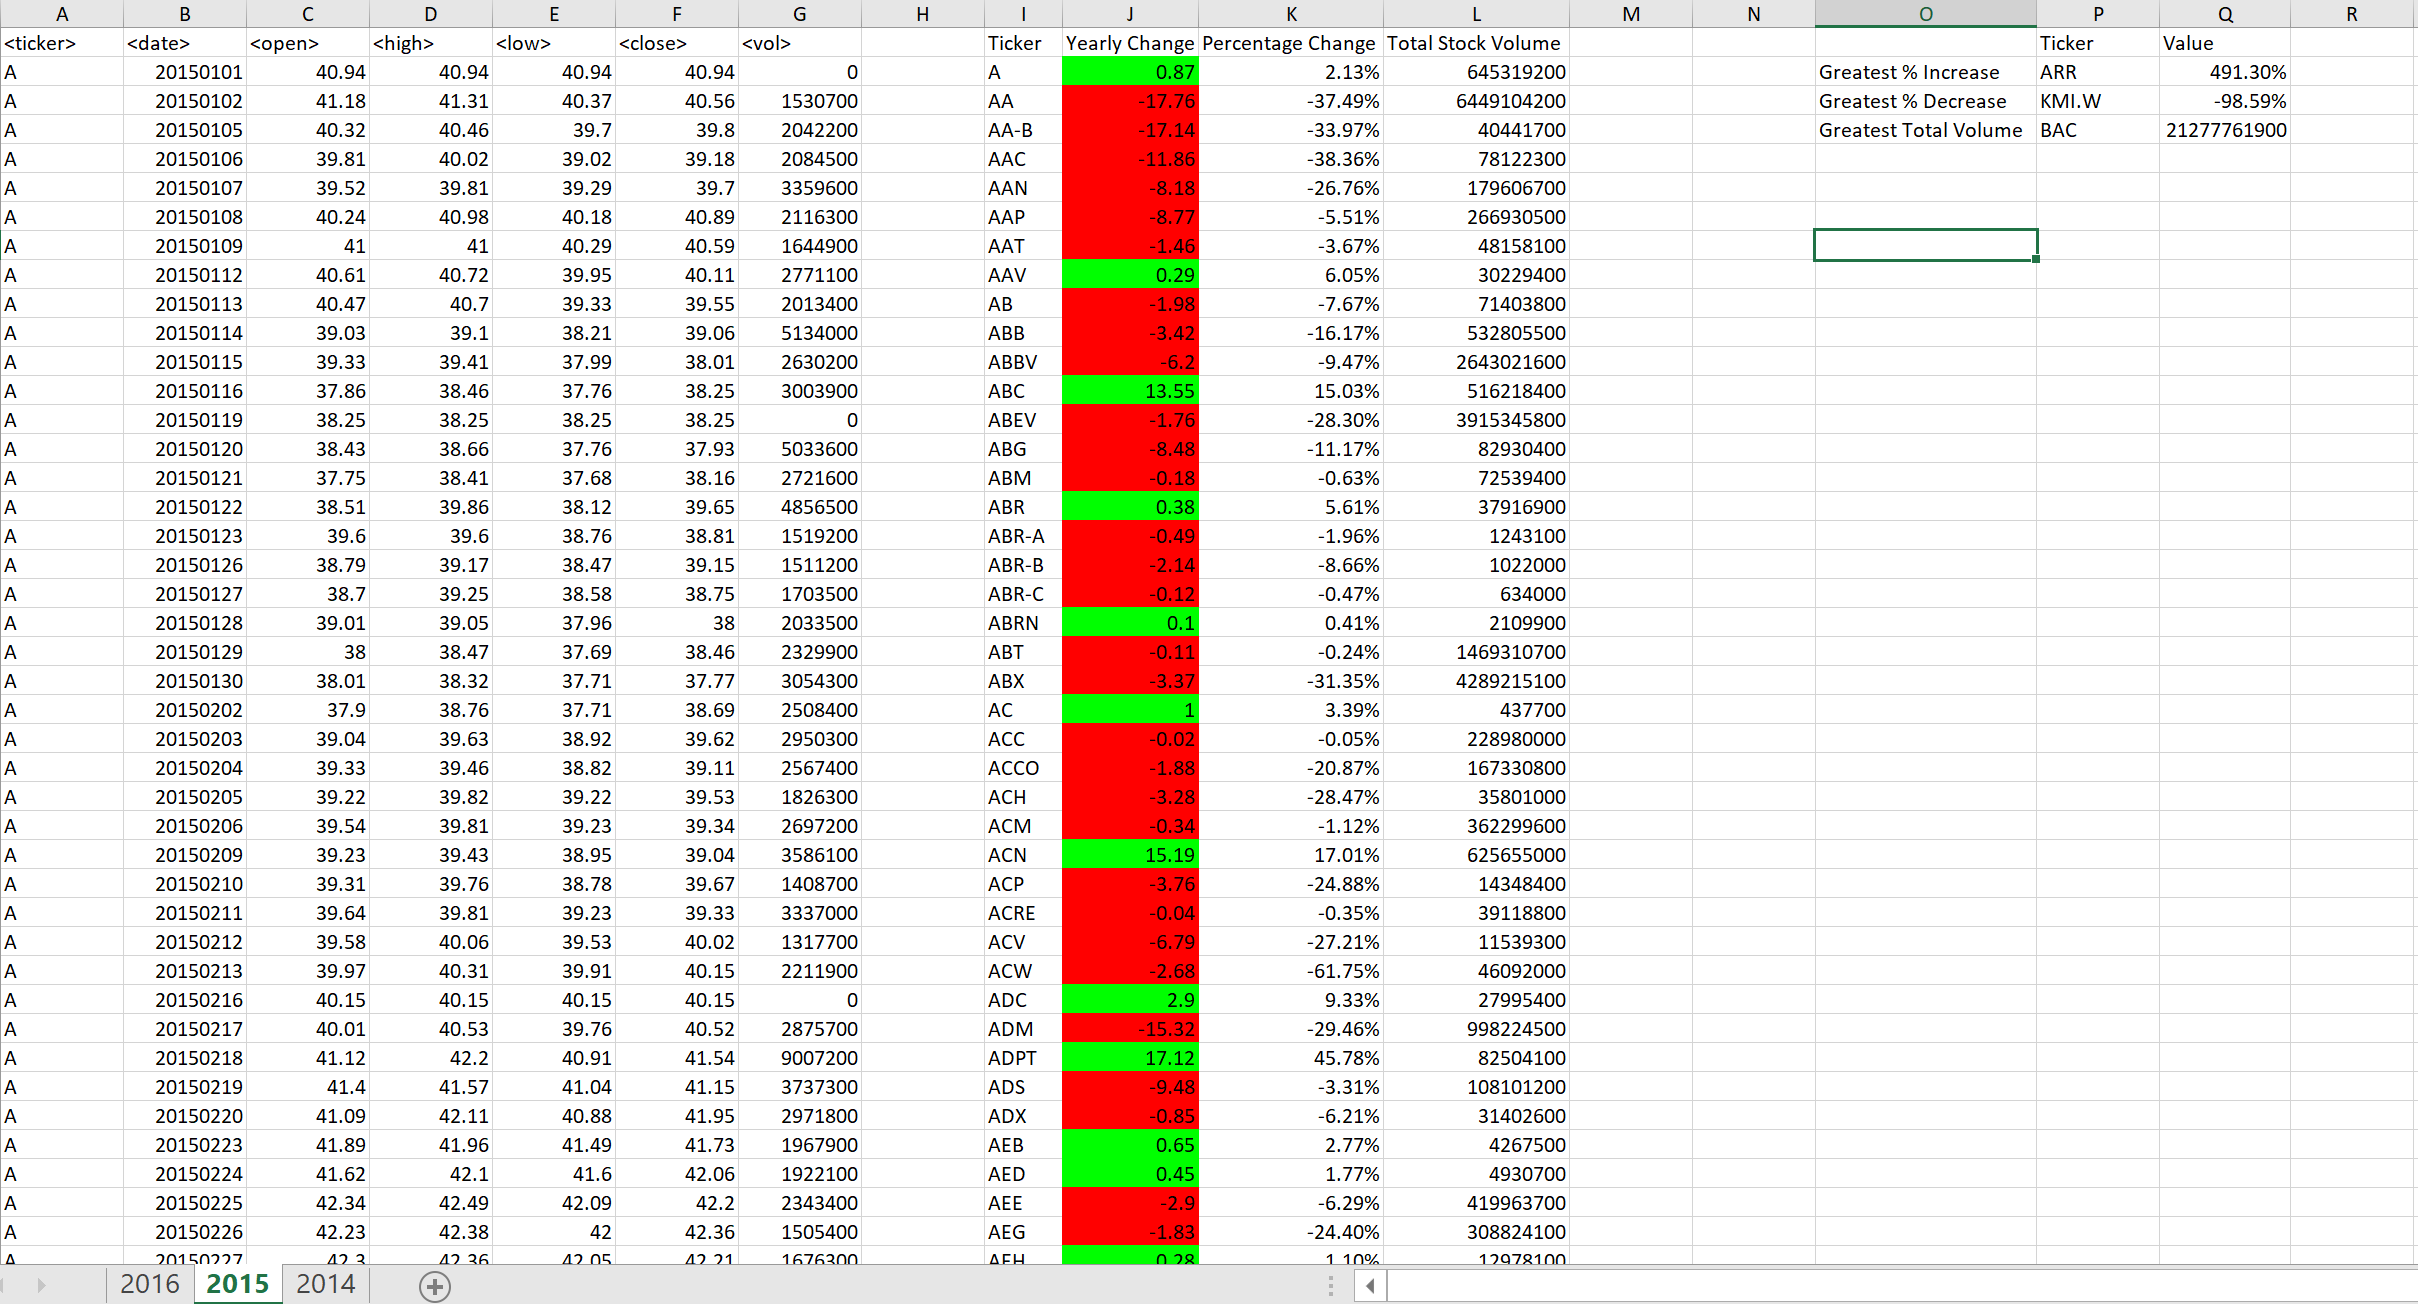 A B C D E F G H I J K L M N O P Q R
<ticker> <date> <open> <high> <low> <close> <vol> Ticker Yearly Change Percentage Change Total Stock Volume Ticker Value
A 20150101 40.94 40.94 40.94 40.94 0 A 0.87 2.13% 645319200 Greatest % Increase ARR 491.30%
A 20150102 41.18 41.31 40.37 40.56 1530700 AA -17.76 -37.49% 6449104200 Greatest % Decrease KMI.W -98.59%
A 20150105 40.32 40.46 39.7 39.8 2042200 AA-B -17.14 -33.97% 40441700 Greatest Total Volume BAC 21277761900
A 20150106 39.81 40.02 39.02 39.18 2084500 AAC -11.86 -38.36% 78122300
A 20150107 39.52 39.81 39.29 39.7 3359600 AAN -8.18 -26.76% 179606700
A 20150108 40.24 40.98 40.18 40.89 2116300 AAP -8.77 -5.51% 266930500
A 20150109 41 41 40.29 40.59 1644900 AAT -1.46 -3.67% 48158100
A 20150112 40.61 40.72 39.95 40.11 2771100 AAV 0.29 6.05% 30229400
A 20150113 40.47 40.7 39.33 39.55 2013400 AB -1.98 -7.67% 71403800
A 20150114 39.03 39.1 38.21 39.06 5134000 ABB -3.42 -16.17% 532805500
A 20150115 39.33 39.41 37.99 38.01 2630200 ABBV -6.2 -9.47% 2643021600
A 20150116 37.86 38.46 37.76 38.25 3003900 ABC 13.55 15.03% 516218400
A 20150119 38.25 38.25 38.25 38.25 0 ABEV -1.76 -28.30% 3915345800
A 20150120 38.43 38.66 37.76 37.93 5033600 ABG -8.48 -11.17% 82930400
A 20150121 37.75 38.41 37.68 38.16 2721600 ABM -0.18 -0.63% 72539400
A 20150122 38.51 39.86 38.12 39.65 4856500 ABR 0.38 5.61% 37916900
A 20150123 39.6 39.6 38.76 38.81 1519200 ABR-A -0.49 -1.96% 1243100
A 20150126 38.79 39.17 38.47 39.15 1511200 ABR-B -2.14 -8.66% 1022000
A 20150127 38.7 39.25 38.58 38.75 1703500 ABR-C -0.12 -0.47% 634000
A 20150128 39.01 39.05 37.96 38 2033500 ABRN 0.1 0.41% 2109900
A 20150129 38 38.47 37.69 38.46 2329900 ABT -0.11 -0.24% 1469310700
A 20150130 38.01 38.32 37.71 37.77 3054300 ABX -3.37 -31.35% 4289215100
A 20150202 37.9 38.76 37.71 38.69 2508400 AC 1 3.39% 437700
A 20150203 39.04 39.63 38.92 39.62 2950300 ACC -0.02 -0.05% 228980000
A 20150204 39.33 39.46 38.82 39.11 2567400 ACCO -1.88 -20.87% 167330800
A 20150205 39.22 39.82 39.22 39.53 1826300 ACH -3.28 -28.47% 35801000
A 20150206 39.54 39.81 39.23 39.34 2697200 ACM -0.34 -1.12% 362299600
A 20150209 39.23 39.43 38.95 39.04 3586100 ACN 15.19 17.01% 625655000
A 20150210 39.31 39.76 38.78 39.67 1408700 ACP -3.76 -24.88% 14348400
A 20150211 39.64 39.81 39.23 39.33 3337000 ACRE -0.04 -0.35% 39118800
A 20150212 39.58 40.06 39.53 40.02 1317700 ACV -6.79 -27.21% 11539300
A 20150213 39.97 40.31 39.91 40.15 2211900 ACW -2.68 -61.75% 46092000
A 20150216 40.15 40.15 40.15 40.15 0 ADC 2.9 9.33% 27995400
A 20150217 40.01 40.53 39.76 40.52 2875700 ADM -15.32 -29.46% 998224500
A 20150218 41.12 42.2 40.91 41.54 9007200 ADPT 17.12 45.78% 82504100
A 20150219 41.4 41.57 41.04 41.15 3737300 ADS -9.48 -3.31% 108101200
A 20150220 41.09 42.11 40.88 41.95 2971800 ADX -0.85 -6.21% 31402600
A 20150223 41.89 41.96 41.49 41.73 1967900 AEB 0.65 2.77% 4267500
A 20150224 41.62 42.1 41.6 42.06 1922100 AED 0.45 1.77% 4930700
A 20150225 42.34 42.49 42.09 42.2 2343400 AEE -2.9 -6.29% 419963700
A 20150226 42.23 42.38 42 42.36 1505400 AEG -1.83 -24.40% 308824100
A 20150227 42.3 42.36 42.05 42.21 1676300 AEH 0.28 1.10% 12978100
2016 2015 2014